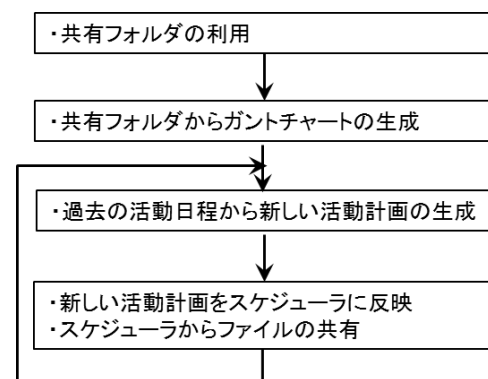 ・共有フォルダの利用
・共有フォルダからガントチャートの生成
・過去の活動日程から新しい活動計画の生成
・新しい活動計画をスケジューラに反映
・スケジューラからファイルの共有